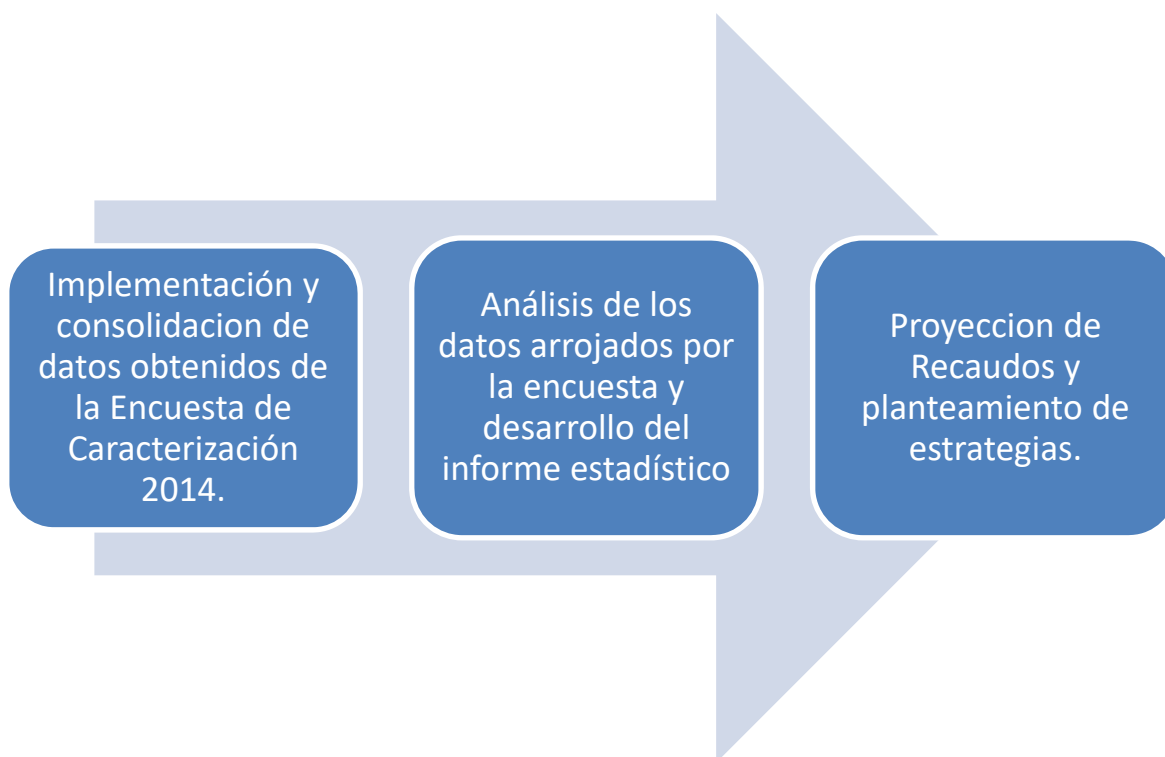 Implementación y
consolidacion de
datos obtenidos de
la Encuesta de
Caracterización
2014.
Análisis de los
datos arrojados por
la encuesta y
desarrollo del
informe estadístico
Proyeccion de
Recaudos y
planteamiento de
estrategias.